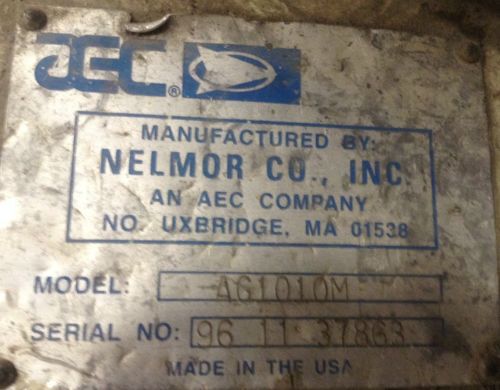 AEC®
MANUFACTURED BY:
NELMOR CO., INC.
AN AEC COMPANY
NO. UXBRIDGE, MA 01538
MODEL: AG1010M
SERIAL NO: 96 11 37863
MADE IN THE USA